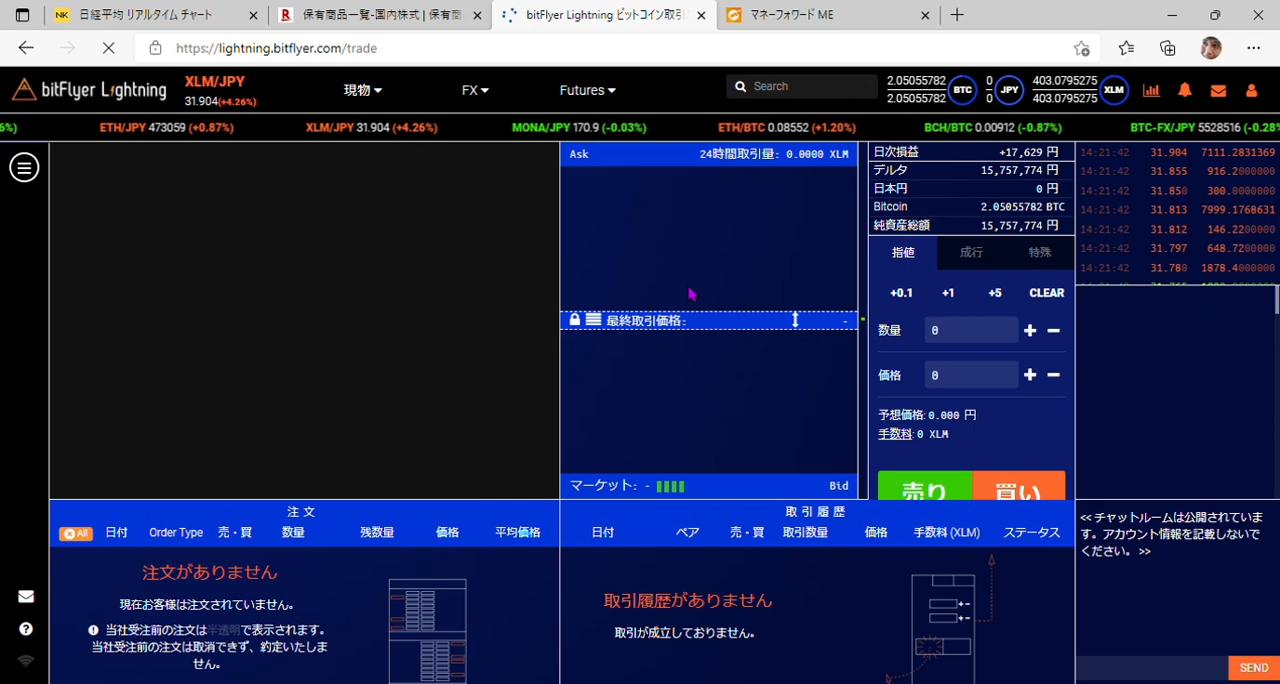 日経平均 リアルタイム チャート
保有商品一覧-国内株式 | 保有商
bitFlyer Lightning ビットコイン取引
マネーフォワード ME
https://lightning.bitflyer.com/trade
bitFlyer Lightning
XLM/JPY
31.904(+4.26%)
現物
FX
Futures
Search
2.05055782
2.05055782
BTC
0
0
JPY
403.0795275
403.0795275
XLM
%)
ETH/JPY 473059 (+0.87%)
XLM/JPY 31.904 (+4.26%)
MONA/JPY 170.9 (-0.03%)
ETH/BTC 0.08552 (+1.20%)
BCH/BTC 0.00912 (-0.87%)
BTC-FX/JPY 5528516 (-0.28%
Ask
24時間取引量: 0.0000 XLM
最終取引価格:
-
マーケット: -
Bid
日次損益 +17,629 円
デルタ 15,757,774 円
日本円 0 円
Bitcoin 2.05055782 BTC
純資産総額 15,757,774 円
指値 成行 特殊
+0.1 +1 +5 CLEAR
数量 0 + −
価格 0 + −
予想価格: 0.000 円
手数料: 0 XLM
売り 買い
14:21:42 31.904 7111.2831369
14:21:42 31.855 916.2000000
14:21:42 31.850 300.0000000
14:21:42 31.813 7999.1768631
14:21:42 31.812 146.2200000
14:21:42 31.797 648.7200000
14:21:42 31.780 1878.4000000
注文
All 日付 Order Type 売・買 数量 残数量 価格 平均価格
注文がありません
現在お客様は注文されていません。
当社受注前の注文は半透明で表示されます。
当社受注前の注文は取消できず、約定いたしま
せん。
取引履歴
日付 ペア 売・買 取引数量 価格 手数料 (XLM) ステータス
取引履歴がありません
取引が成立しておりません。
<< チャットルームは公開されていま
す。アカウント情報を記載しないで
ください。 >>
SEND